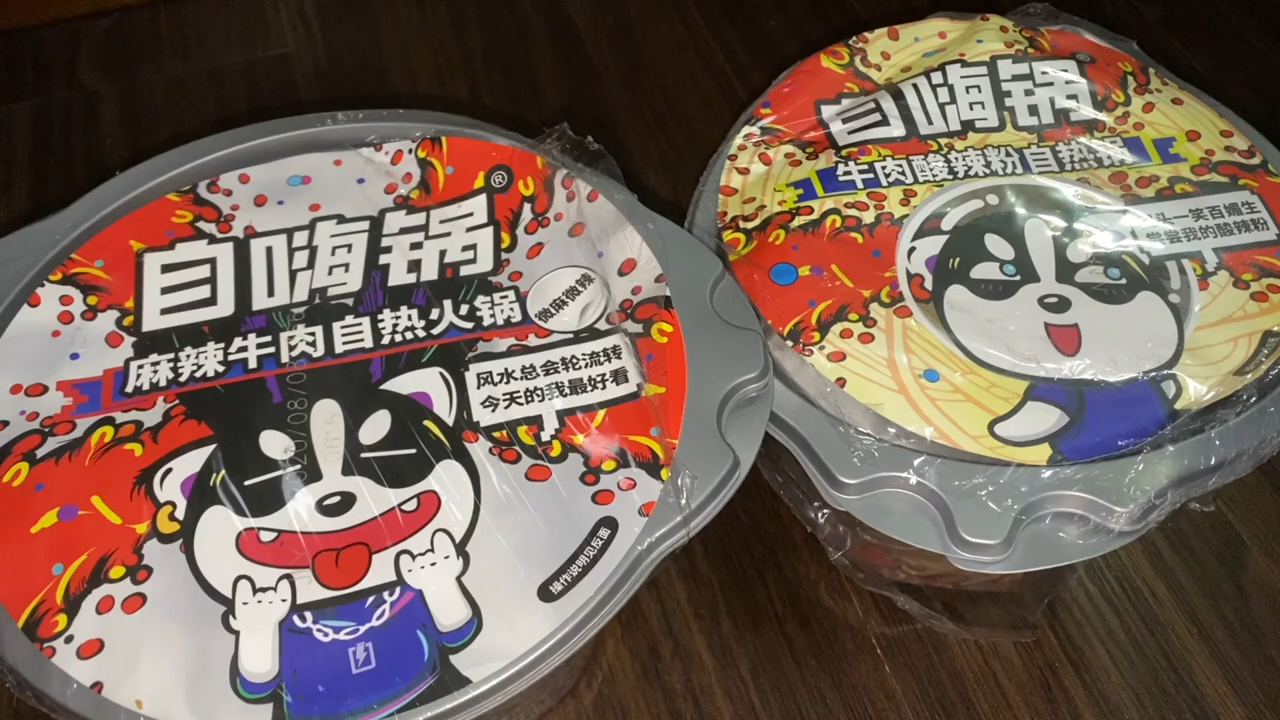 自嗨锅®
麻辣牛肉自热火锅
微麻微辣
风水总会轮流转
今天的我最好看
操作说明见反面
自嗨锅
牛肉酸辣粉自热锅
头一笑百媚生
尝尝我的酸辣粉